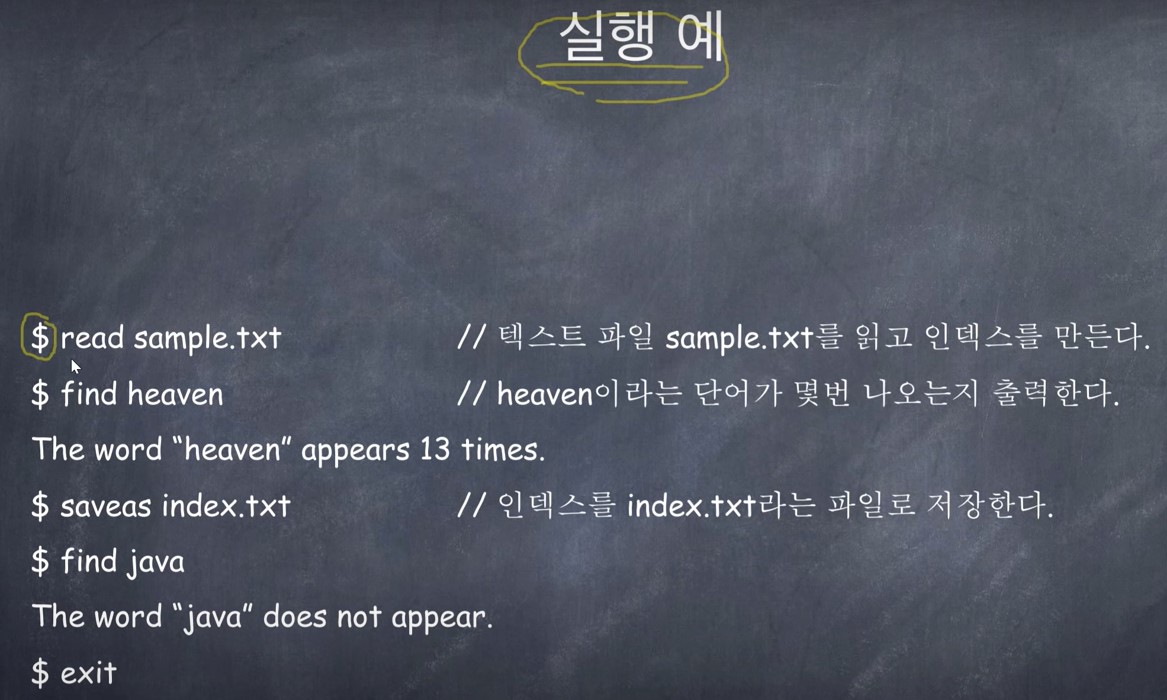 실행 예
$ read sample.txt // 텍스트 파일 sample.txt를 읽고 인덱스를 만든다.
$ find heaven // heaven이라는 단어가 몇번 나오는지 출력한다.
The word “heaven” appears 13 times.
$ saveas index.txt // 인덱스를 index.txt라는 파일로 저장한다.
$ find java
The word “java” does not appear.
$ exit